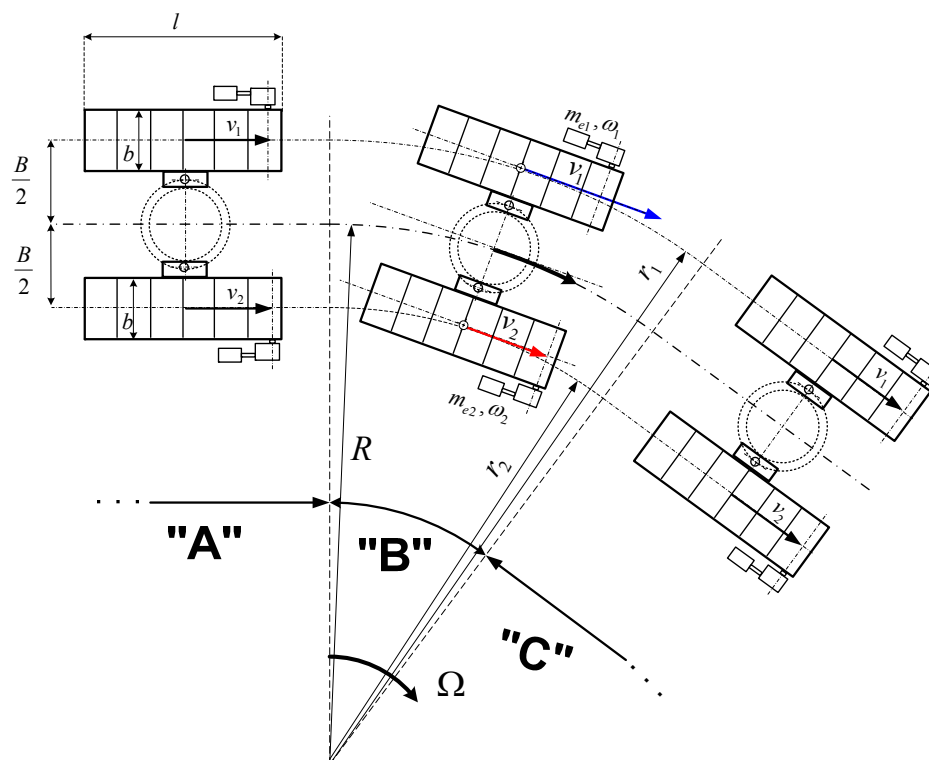 l
v₁
b
B
2
B
2
v₂
b
mₑ₁, ω₁
v₁
r₁
v₂
mₑ₂, ω₂
R
r₂
v₁
v₂
. . .
"A"
"B"
"C"
. . .
Ω